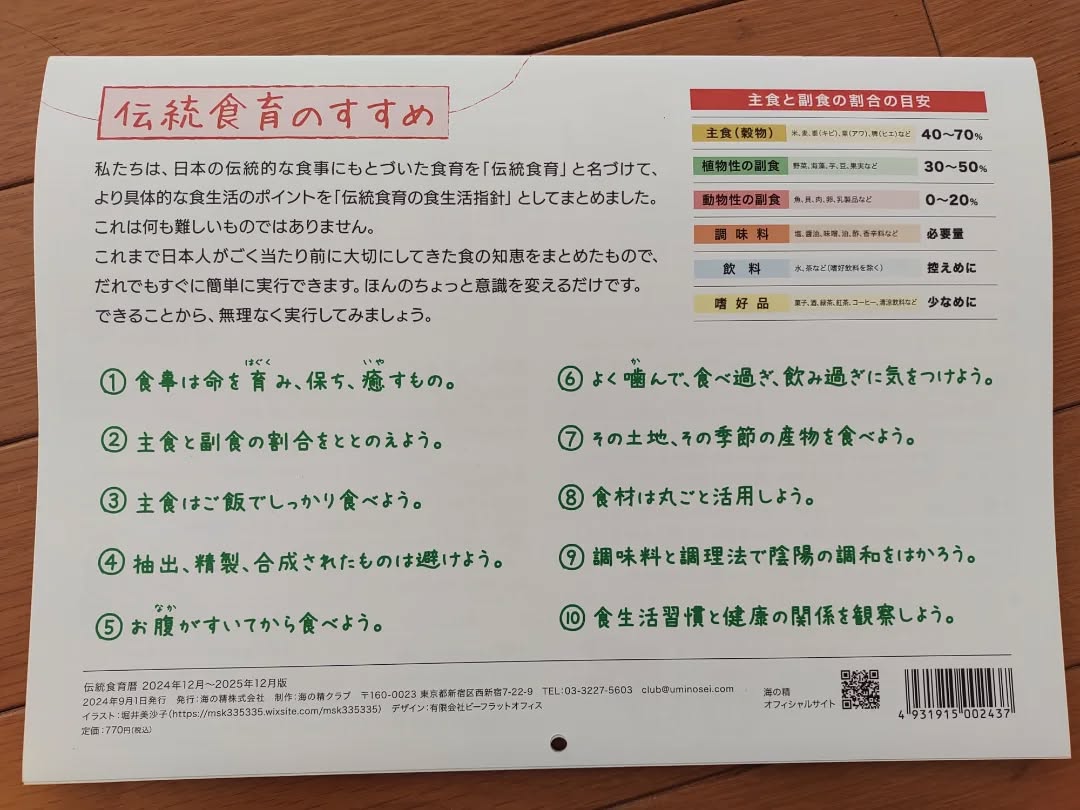 伝統食育のすすめ
私たちは、日本の伝統的な食事にもとづいた食育を「伝統食育」と名づけて、
より具体的な食生活のポイントを「伝統食育の食生活指針」としてまとめました。
これは何も難しいものではありません。
これまで日本人がごく当たり前に大切にしてきた食の知恵をまとめたもので、
だれでもすぐに簡単に実行できます。ほんのちょっと意識を変えるだけです。
できることから、無理なく実行してみましょう。
主食と副食の割合の目安
主食(穀物) 米、麦、黍(キビ)、粟(アワ)、稗(ヒエ)など 40〜70%
植物性の副食 野菜、海藻、芋、豆、果実など 30〜50%
動物性の副食 魚、貝、肉、卵、乳製品など 0〜20%
調味料 塩、醤油、味噌、油、酢、香辛料など 必要量
飲料 水、茶など(嗜好飲料を除く) 控えめに
嗜好品 菓子、酒、緑茶、紅茶、コーヒー、清涼飲料など 少なめに
はぐく いや
① 食事は命を育み、保ち、癒すもの。
② 主食と副食の割合をととのえよう。
③ 主食はご飯でしっかり食べよう。
④ 抽出、精製、合成されたものは避けよう。
なか
⑤ お腹がすいてから食べよう。
か
⑥ よく噛んで、食べ過ぎ、飲み過ぎに気をつけよう。
⑦ その土地、その季節の産物を食べよう。
⑧ 食材は丸ごと活用しよう。
⑨ 調味料と調理法で陰陽の調和をはかろう。
⑩ 食生活習慣と健康の関係を観察しよう。
伝統食育暦 2024年12月〜2025年12月版
2024年9月1日発行 発行:海の精株式会社 制作:海の精クラブ 〒160-0023 東京都新宿区西新宿7-22-9 TEL:03-3227-5603 club@uminosei.com
イラスト:堀井美沙子(https://msk335335.wixsite.com/msk335335) デザイン:有限会社ビーフラットオフィス
定価:770円(税込)
海の精
オフィシャルサイト
4 931915 002437